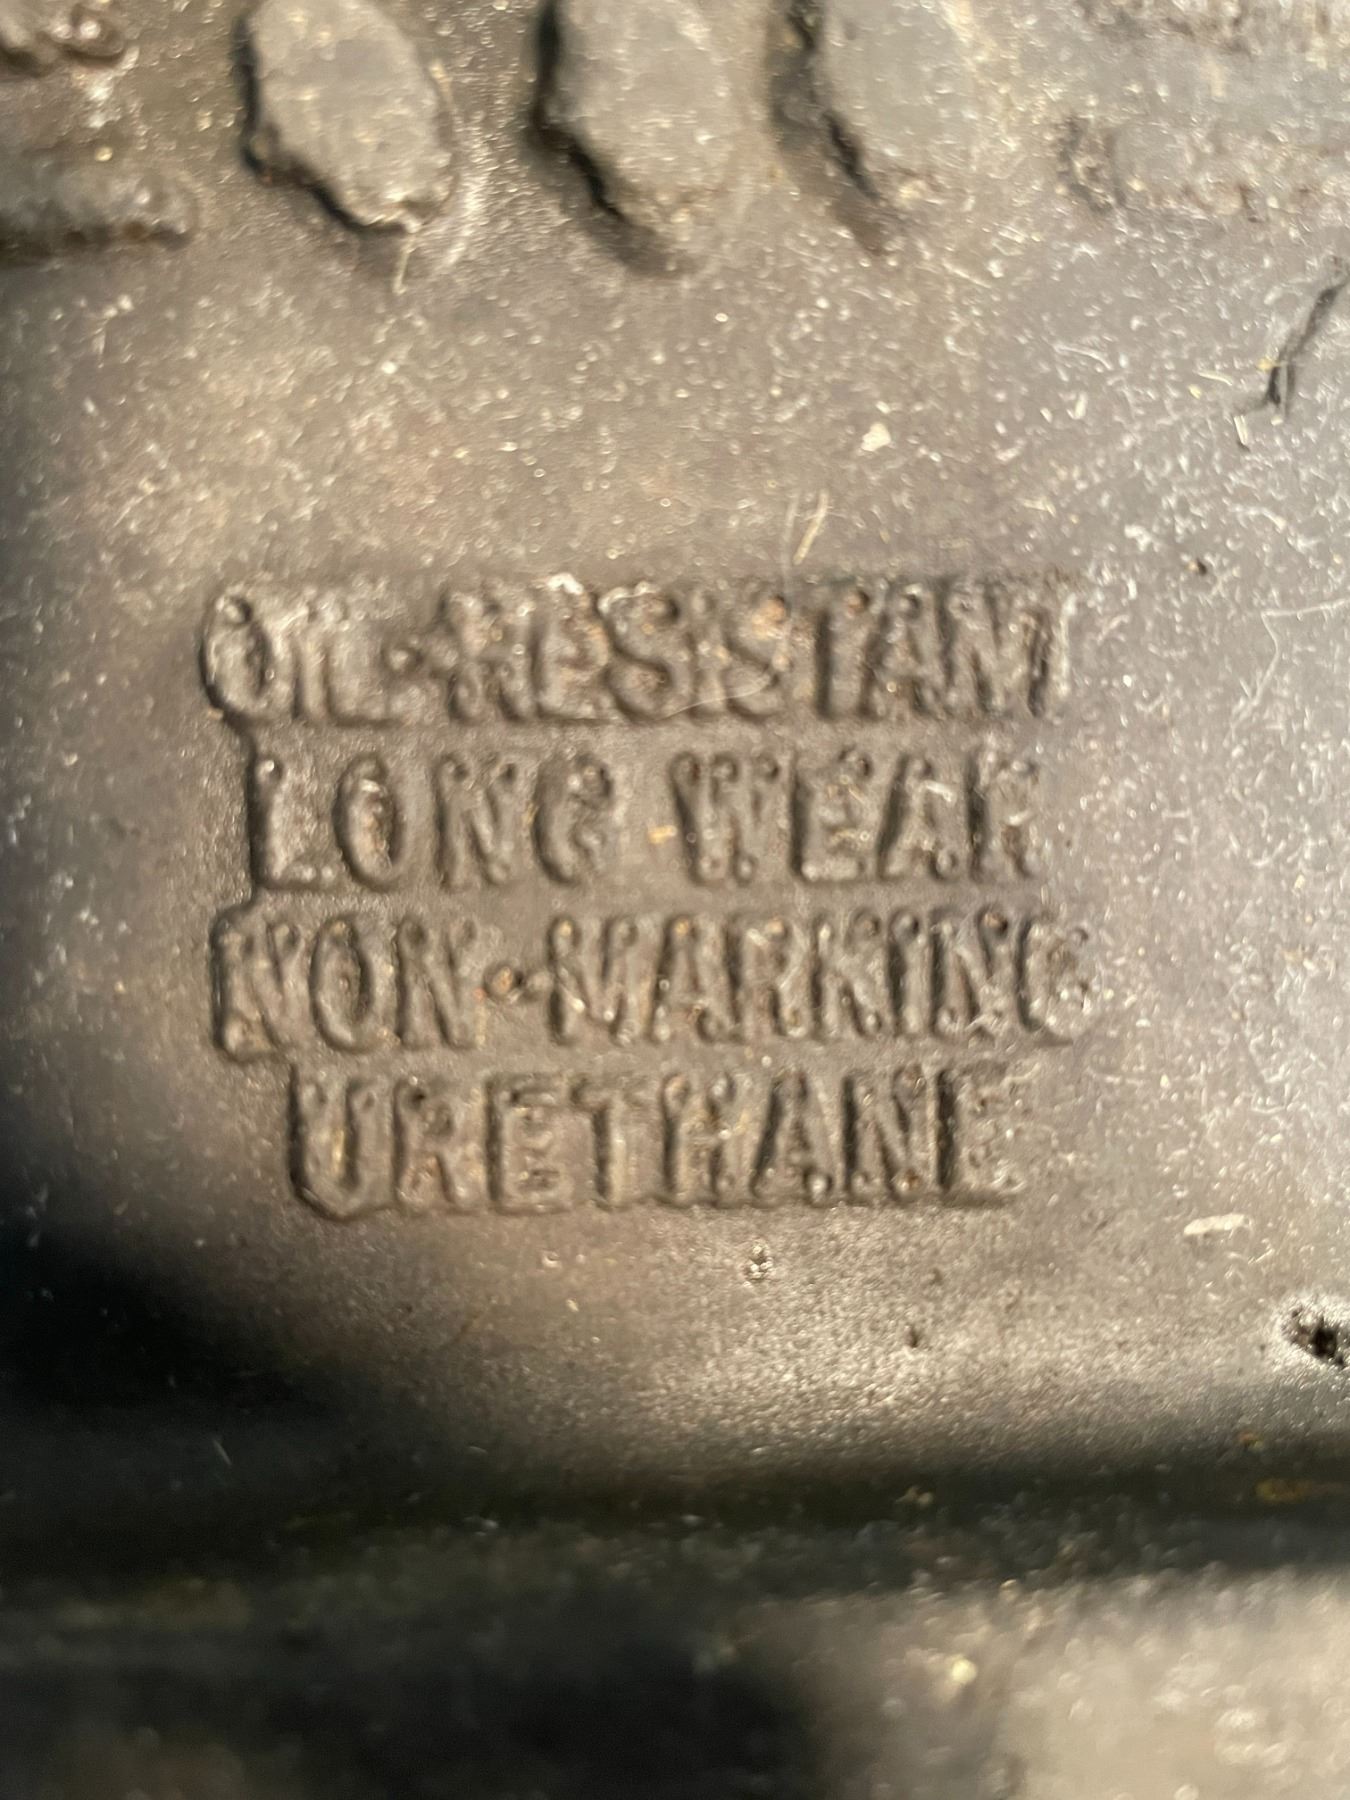 OIL-RESISTANT
LONG WEAR
NON-MARKING
URETHANE